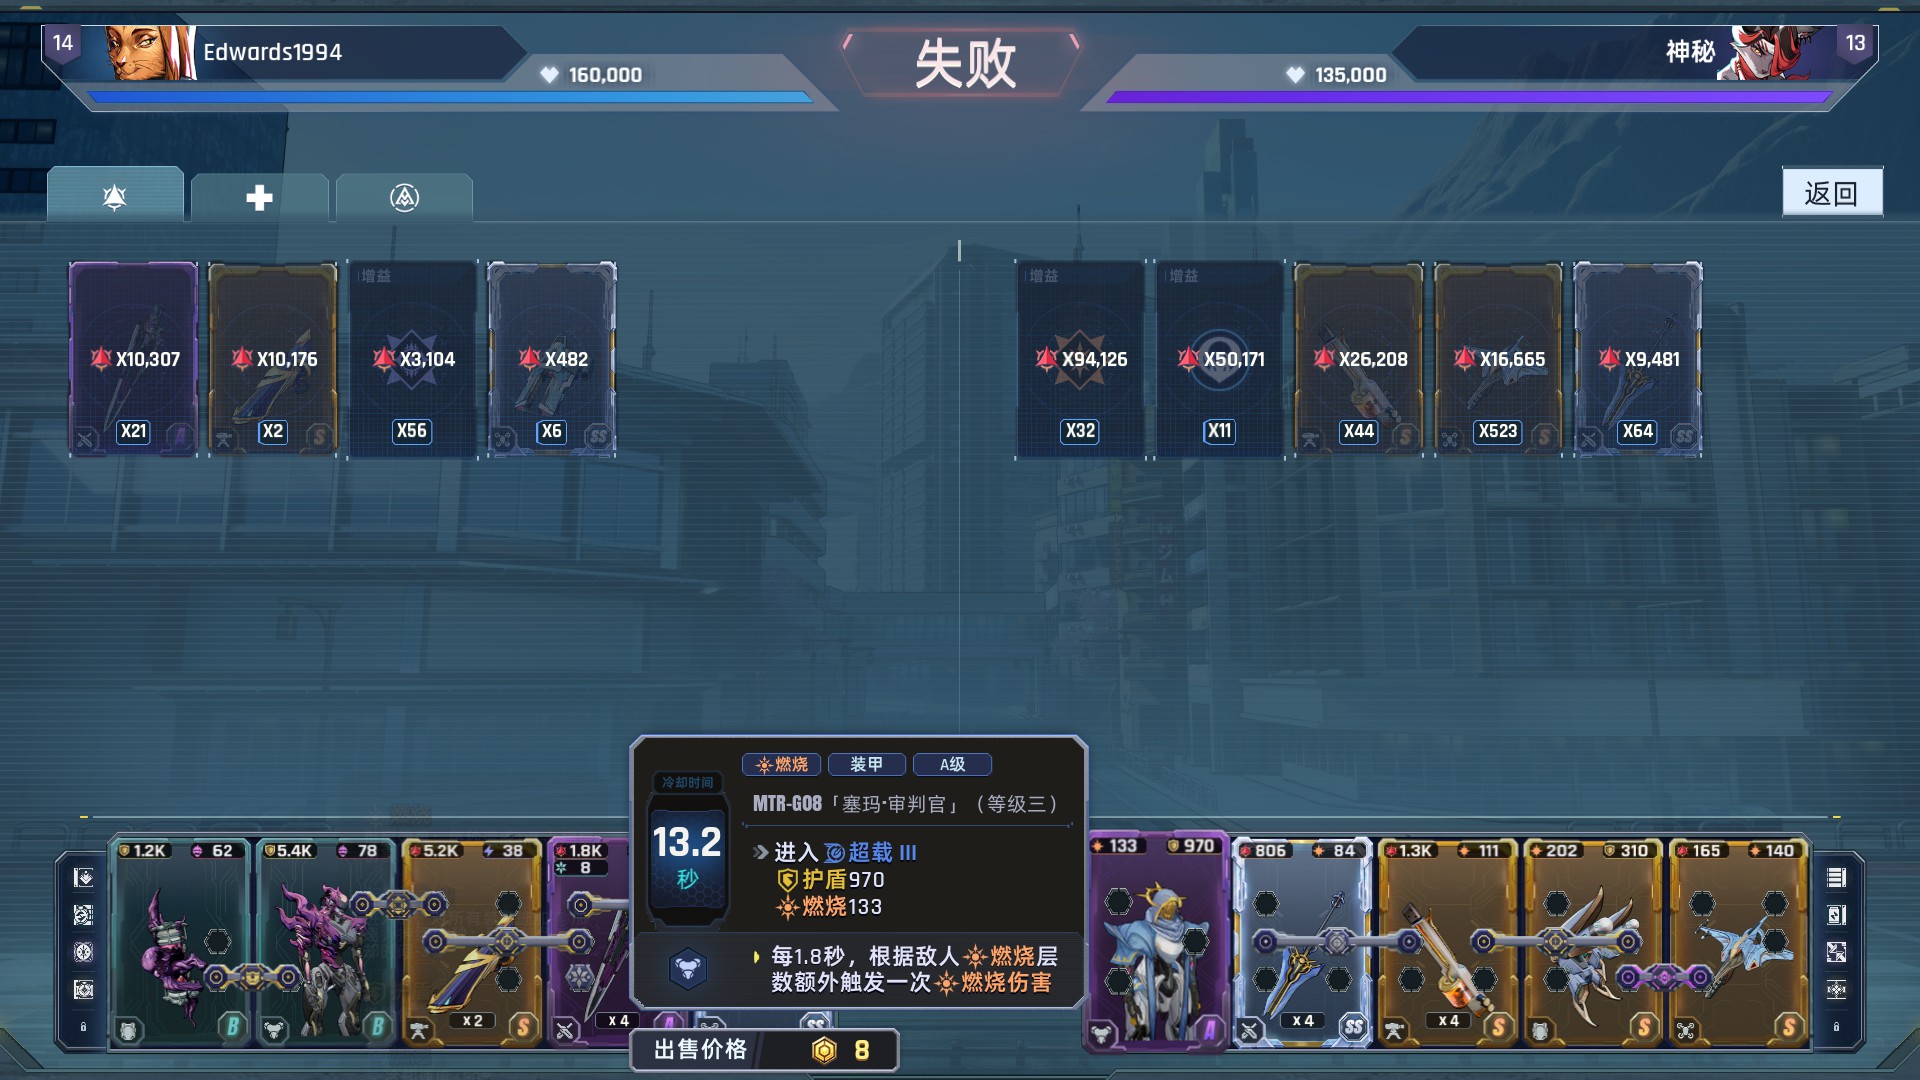 14
Edwards1994
160,000
失败
135,000
神秘
13
返回
X10,307
X21
A
X10,176
X2
S
增益
X3,104
X56
X482
X6
SS
增益
X94,126
X32
增益
X50,171
X11
X26,208
X44
S
X16,665
X523
S
X9,481
X64
SS
燃烧
装甲
A级
冷却时间
13.2
秒
MTR-G08「塞玛·审判官」（等级三）
进入超载 III
护盾970
燃烧133
每1.8秒，根据敌人燃烧层
数额外触发一次燃烧伤害
出售价格
8
1.2K
62
B
5.4K
78
B
5.2K
38
X2
S
1.8K
8
X4
A
SS
133
970
A
806
84
X4
SS
1.3K
111
X4
S
202
310
S
165
140
S